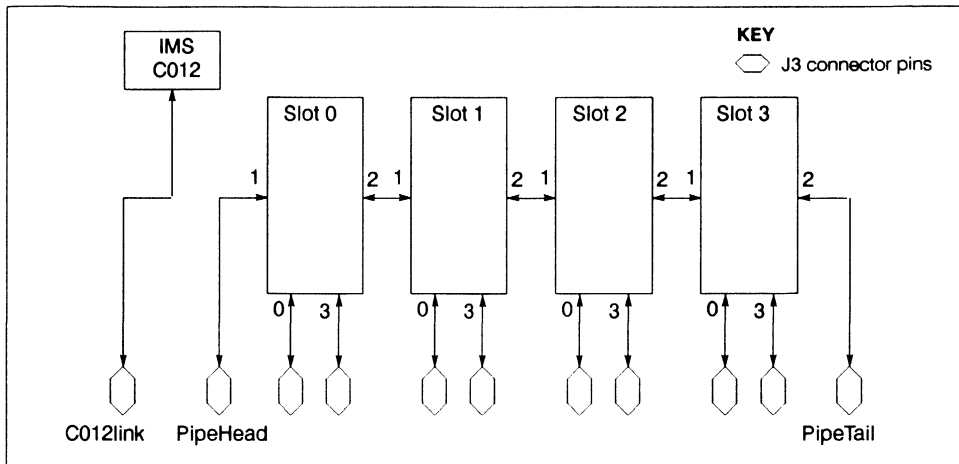 IMS
C012
KEY
J3 connector pins
Slot 0
Slot 1
Slot 2
Slot 3
1
2
1
2
1
2
1
2
0
3
0
3
0
3
0
3
C012link
PipeHead
PipeTail